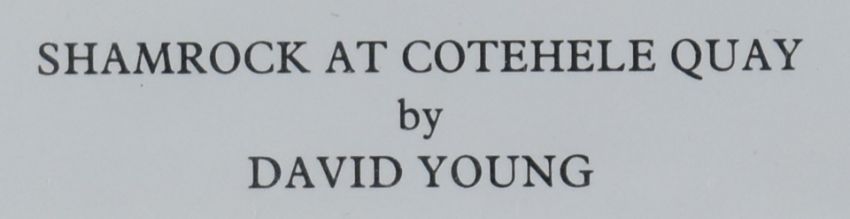 SHAMROCK AT COTEHELE QUAY
by
DAVID YOUNG